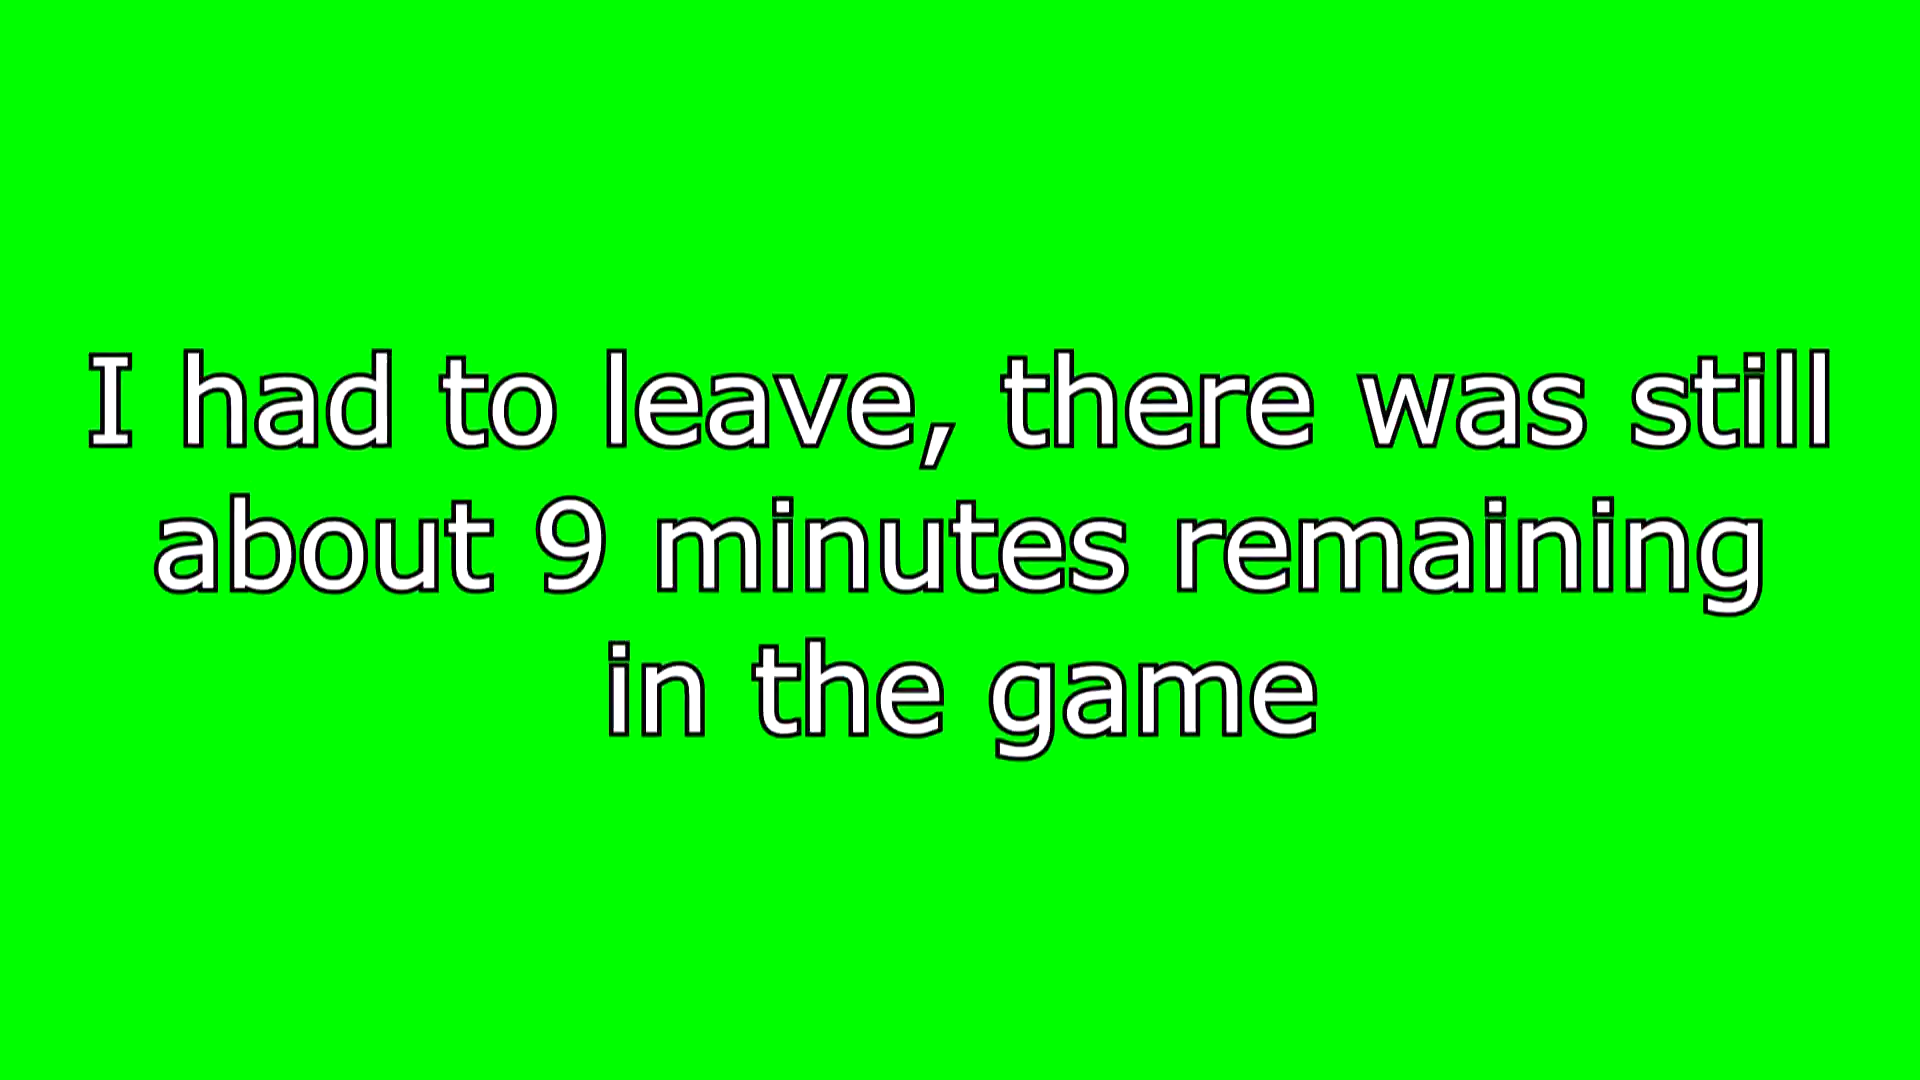 I had to leave, there was still
about 9 minutes remaining
in the game